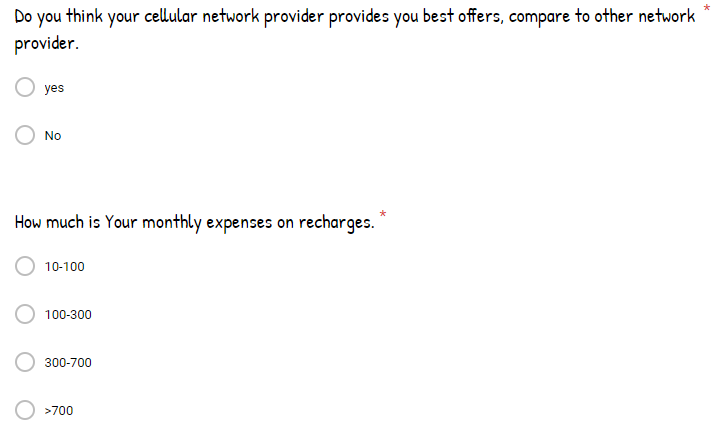 Do you think your cellular network provider provides you best offers, compare to other network *
provider.
yes
No
How much is Your monthly expenses on recharges. *
10-100
100-300
300-700
>700